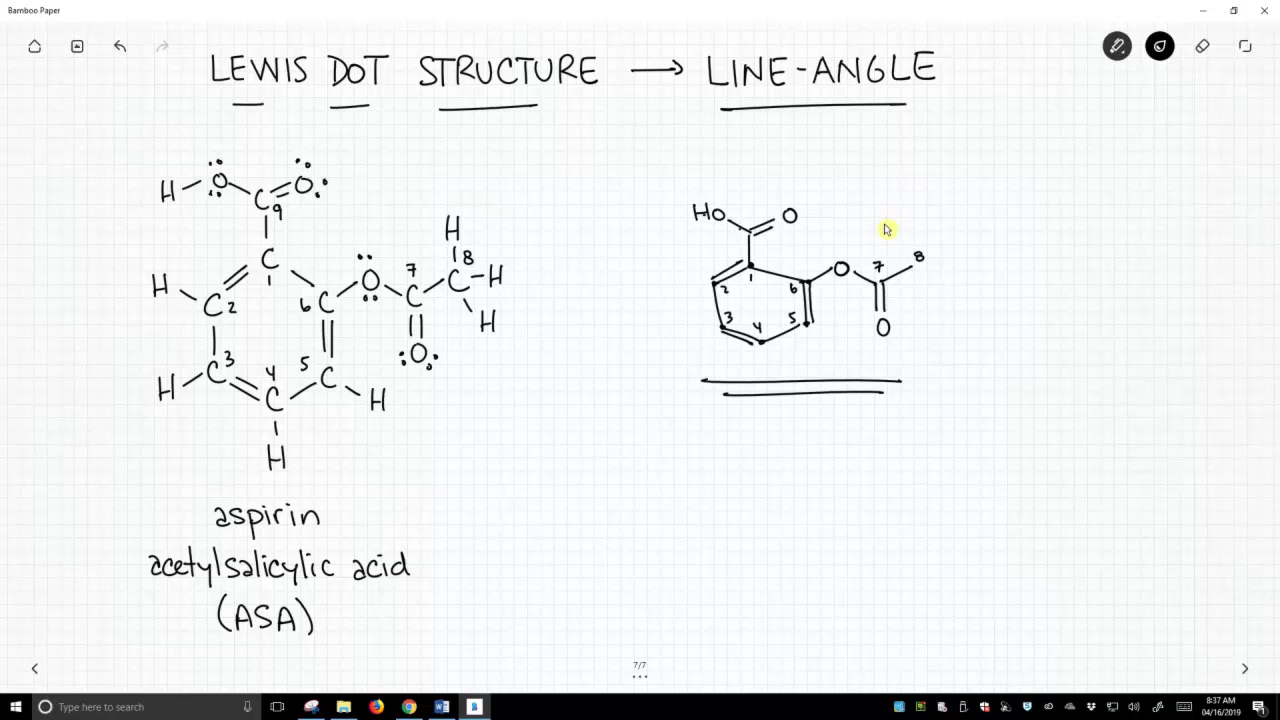 Bamboo Paper
LEWIS DOT STRUCTURE → LINE-ANGLE
H O C O
9
H
H C 2
C 1
6 C O
7 C
C 8 H
H
O
H C 3
4 C
5 C H
H
HO O
1
2
3
4
5
6
O
7
8
O
aspirin
acetylsalicylic acid
(ASA)
7/7
Type here to search
8:37 AM
04/16/2019